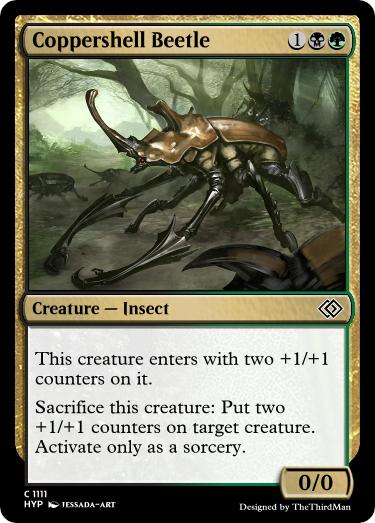 Coppershell Beetle 1
Creature — Insect
This creature enters with two +1/+1
counters on it.
Sacrifice this creature: Put two
+1/+1 counters on target creature.
Activate only as a sorcery.
0/0
C 1111
HYP JESSADA-ART
Designed by TheThirdMan